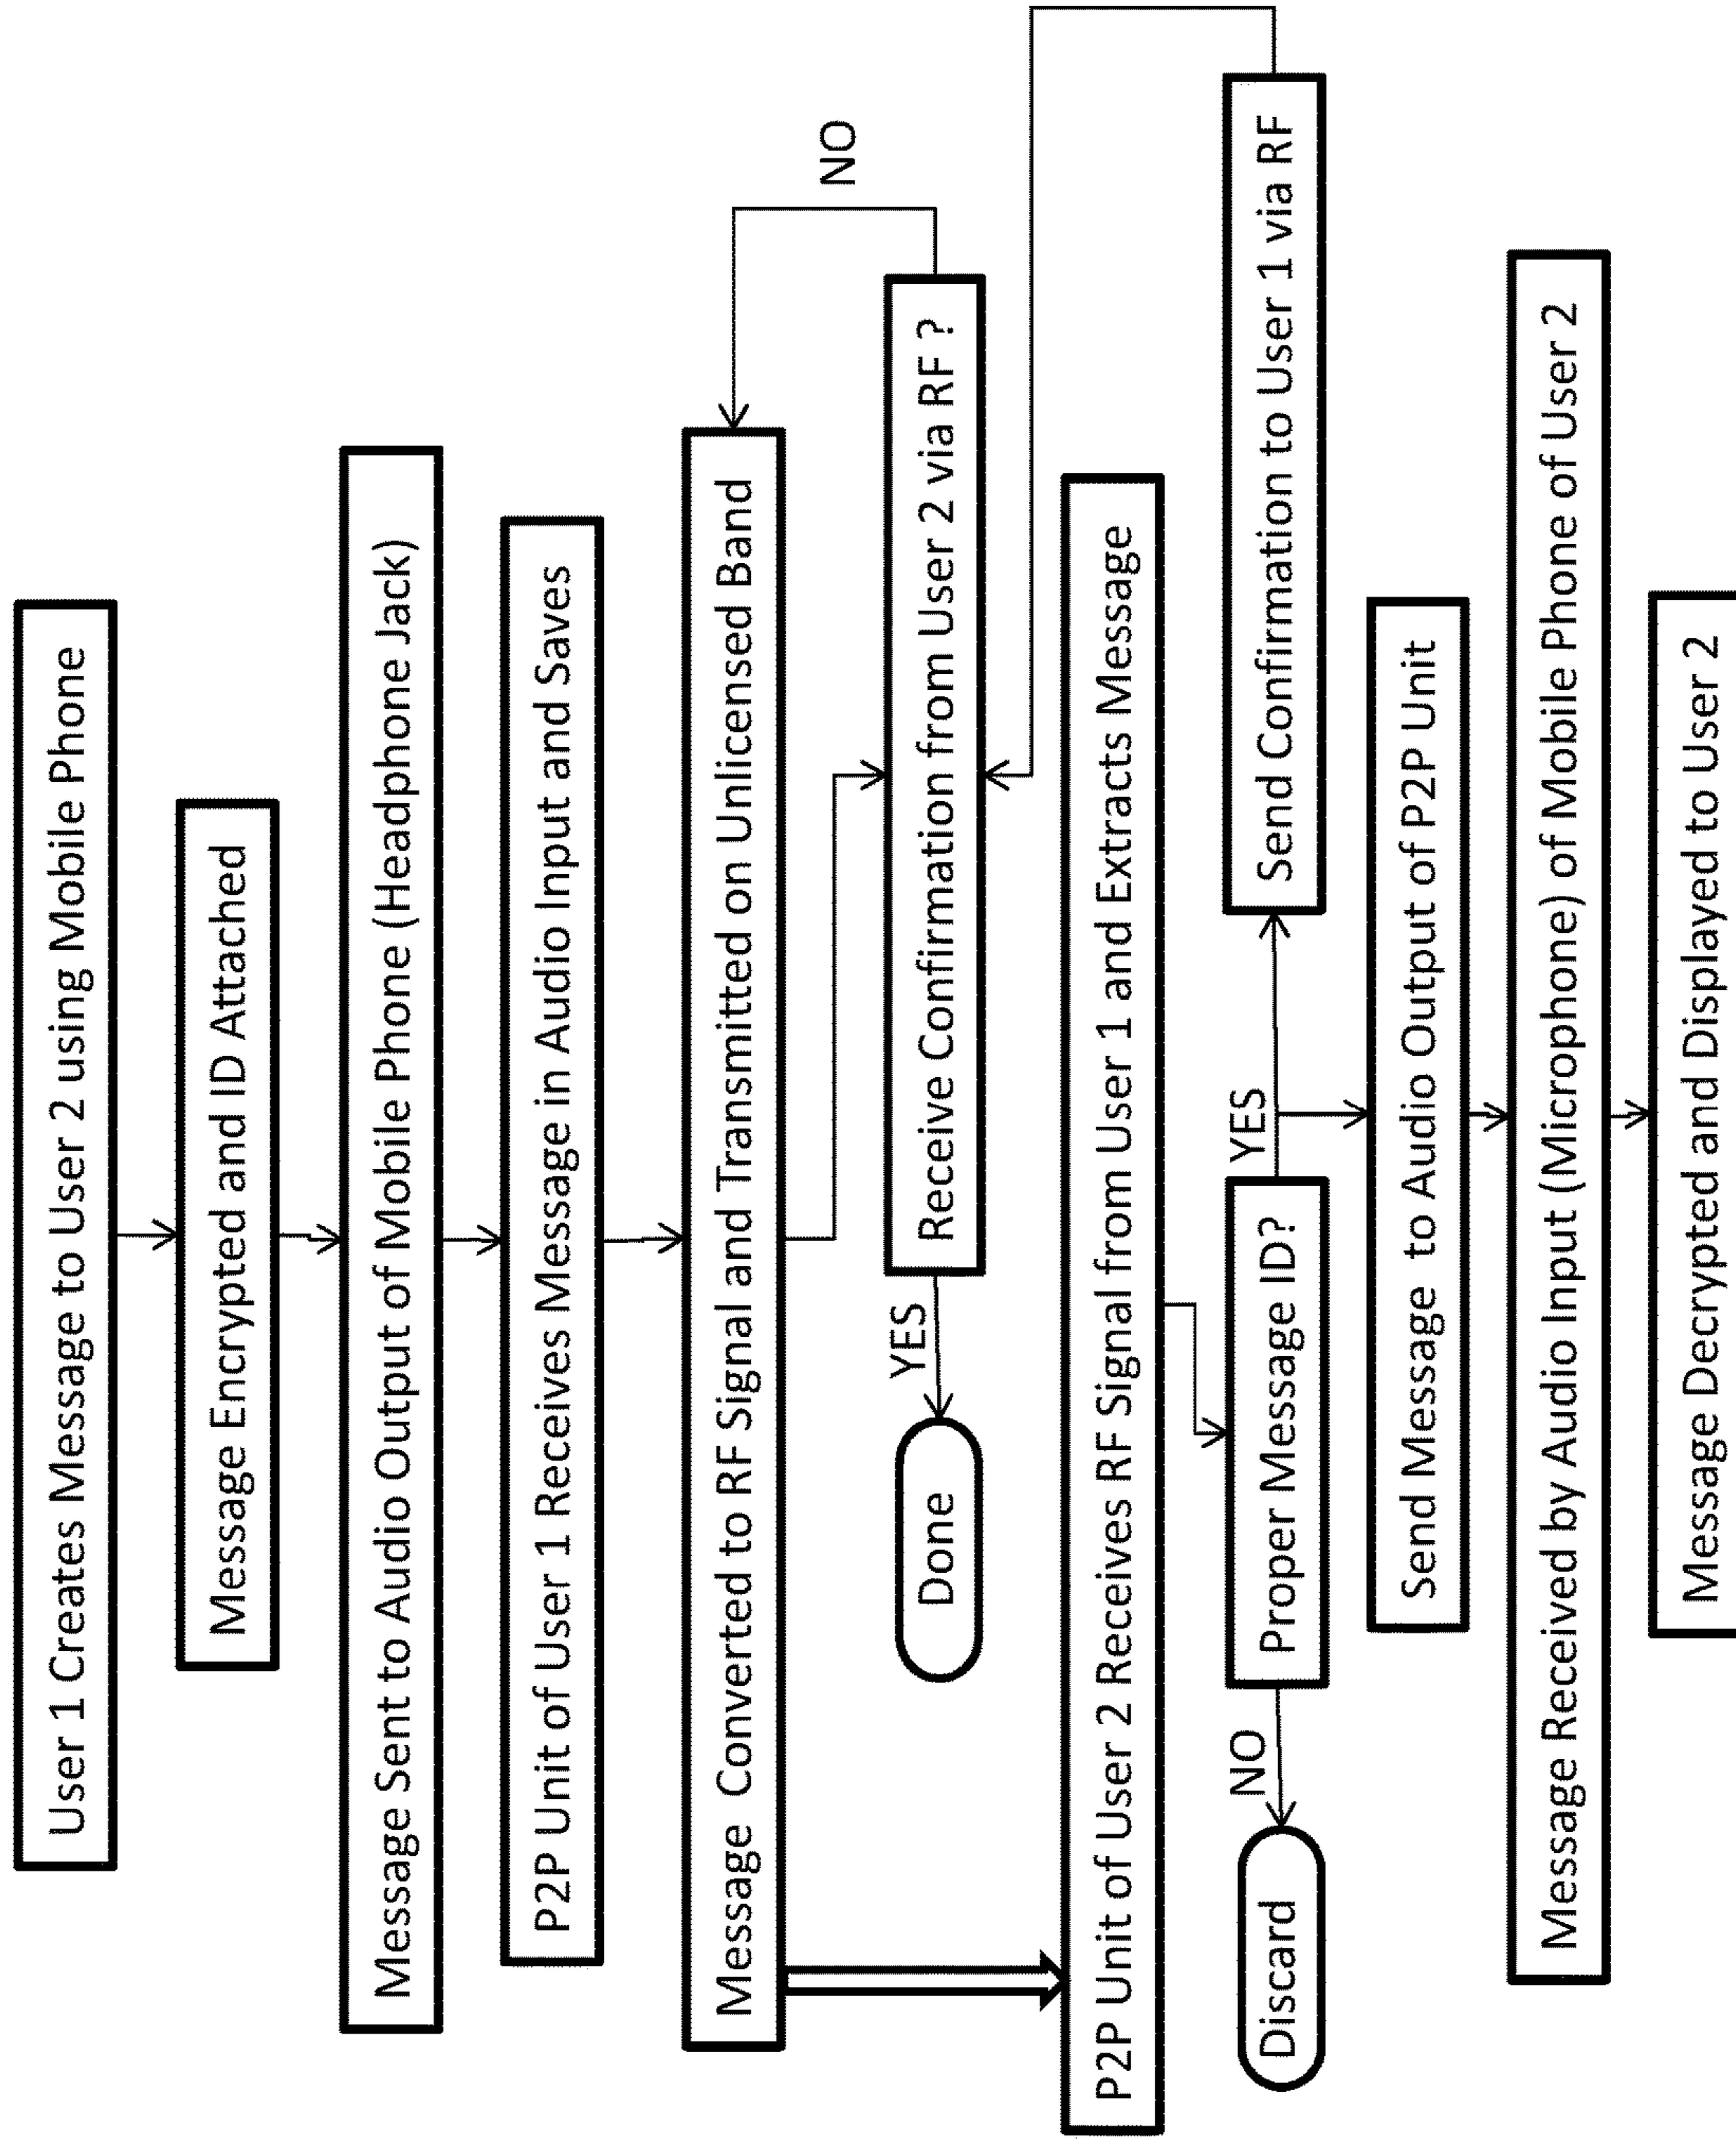 User 1 Creates Message to User 2 using Mobile Phone
Message Encrypted and ID Attached
Message Sent to Audio Output of Mobile Phone (Headphone Jack)
P2P Unit of User 1 Receives Message in Audio Input and Saves
Message Converted to RF Signal and Transmitted on Unlicensed Band
NO
Done
YES
Receive Confirmation from User 2 via RF ?
P2P Unit of User 2 Receives RF Signal from User 1 and Extracts Message
Discard
NO
Proper Message ID?
YES
Send Confirmation to User 1 via RF
Send Message to Audio Output of P2P Unit
Message Received by Audio Input (Microphone) of Mobile Phone of User 2
Message Decrypted and Displayed to User 2